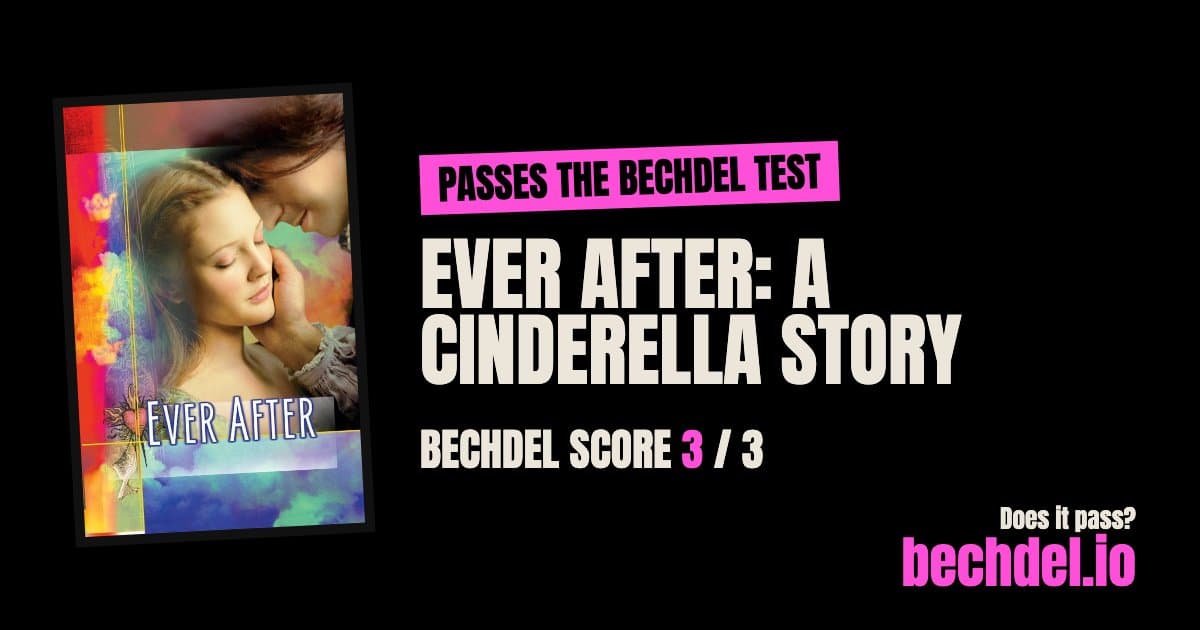 EVER AFTER
PASSES THE BECHDEL TEST
EVER AFTER: A
CINDERELLA STORY
BECHDEL SCORE 3 / 3
Does it pass?
bechdel.io